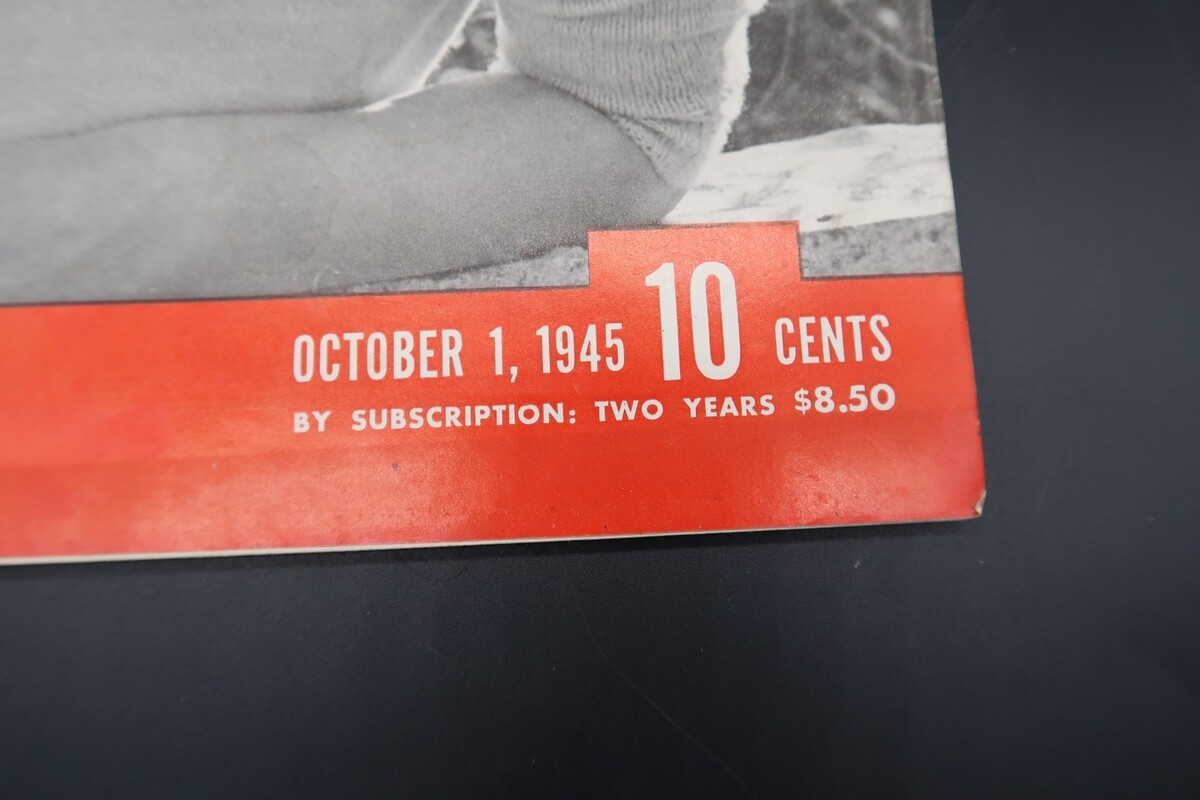 OCTOBER 1, 1945 10 CENTS
BY SUBSCRIPTION: TWO YEARS $8.50